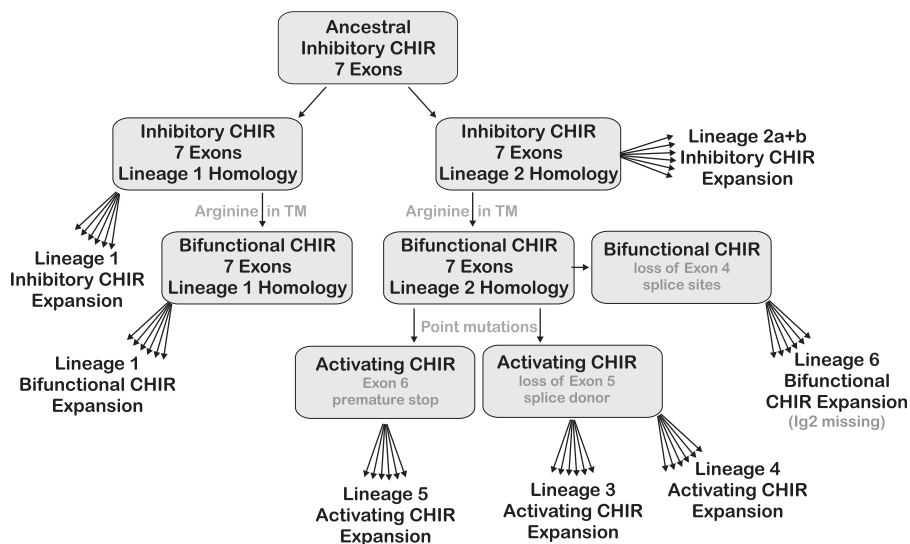 Ancestral
Inhibitory CHIR
7 Exons
Inhibitory CHIR
7 Exons
Lineage 1 Homology
Inhibitory CHIR
7 Exons
Lineage 2 Homology
Lineage 2a+b
Inhibitory CHIR
Expansion
Arginine in TM
Arginine in TM
Lineage 1
Inhibitory CHIR
Expansion
Bifunctional CHIR
7 Exons
Lineage 1 Homology
Bifunctional CHIR
7 Exons
Lineage 2 Homology
Bifunctional CHIR
loss of Exon 4
splice sites
Point mutations
Lineage 1
Bifunctional CHIR
Expansion
Activating CHIR
Exon 6
premature stop
Activating CHIR
loss of Exon 5
splice donor
Lineage 6
Bifunctional
CHIR Expansion
(Ig2 missing)
Lineage 5
Activating CHIR
Expansion
Lineage 3
Activating CHIR
Expansion
Lineage 4
Activating CHIR
Expansion